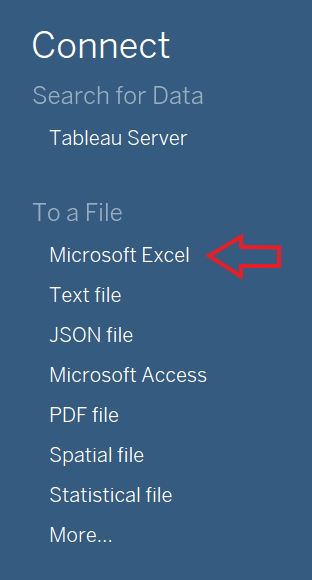 Connect
Search for Data
Tableau Server
To a File
Microsoft Excel
Text file
JSON file
Microsoft Access
PDF file
Spatial file
Statistical file
More...